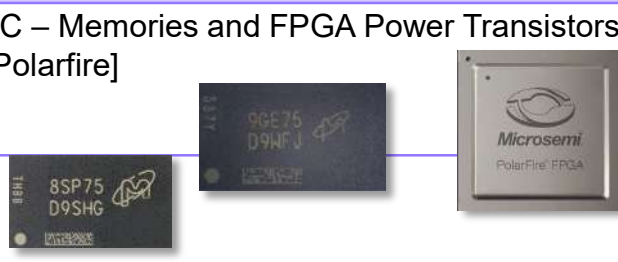 C – Memories and FPGA Power Transistors
Polarfire]
9GE75
D9WFJ
Microsemi
PolarFire FPGA
8SP75
D9SHG